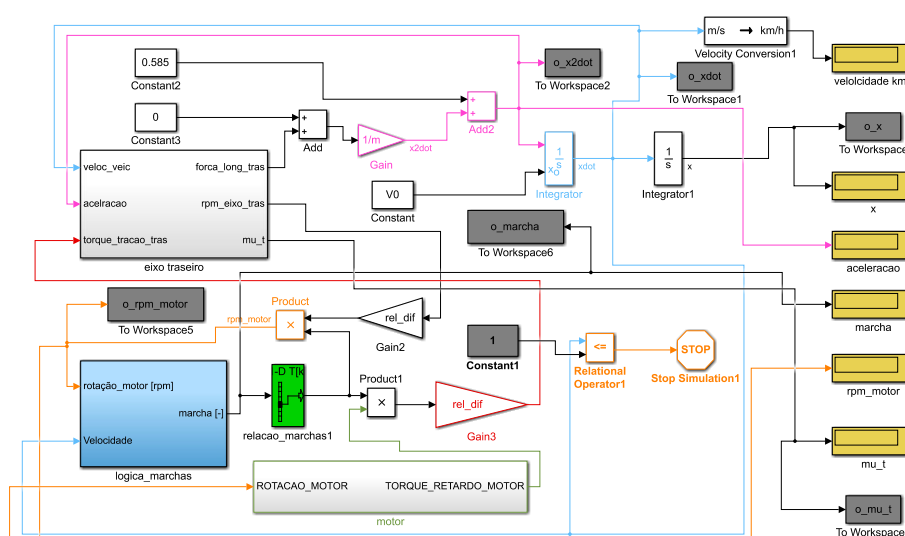 m/s → km/h
Velocity Conversion1
velolcidade km
0.585
Constant2
o_x2dot
To Workspace2
o_xdot
To Workspace1
0
Constant3
+
+
Add
1/m
Gain
x2dot
+
+
Add2
1
s
xo
xdot
Integrator
1
s
x
Integrator1
o_x
To Workspace
x
V0
Constant
veloc_veic
acelracao
torque_tracao_tras
forca_long_tras
rpm_eixo_tras
mu_t
eixo traseiro
o_marcha
To Workspace6
aceleracao
o_rpm_motor
To Workspace5
Product
rpm_motor
×
rel_dif
Gain2
marcha
1
Constant1
<=
Relational
Operator1
STOP
Stop Simulation1
rotação_motor [rpm]
Velocidade
marcha [-]
logica_marchas
-D T[k
relacao_marchas1
Product1
×
rel_dif
Gain3
rpm_motor
mu_t
ROTACAO_MOTOR
TORQUE_RETARDO_MOTOR
motor
o_mu_t
To Workspace